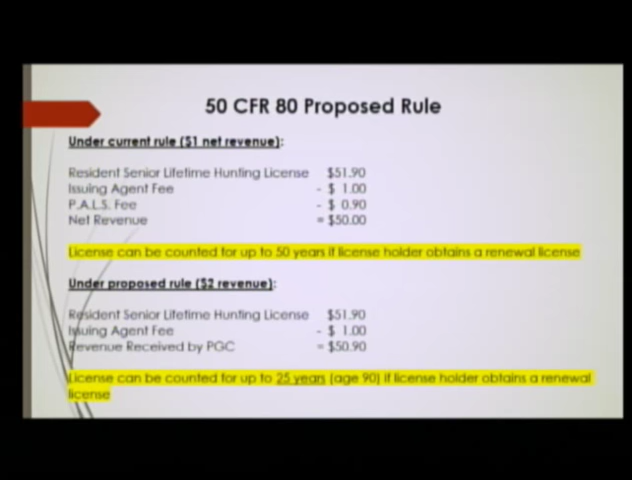 50 CFR 80 Proposed Rule
Under current rule ($1 net revenue):
Resident Senior Lifetime Hunting License $51.90
Issuing Agent Fee - $ 1.00
P.A.L.S. Fee - $ 0.90
Net Revenue = $50.00
License can be counted for up to 50 years if license holder obtains a renewal license
Under proposed rule ($2 revenue):
Resident Senior Lifetime Hunting License $51.90
Issuing Agent Fee - $ 1.00
Revenue Received by PGC = $50.90
License can be counted for up to 25 years (age 90) if license holder obtains a renewal
license